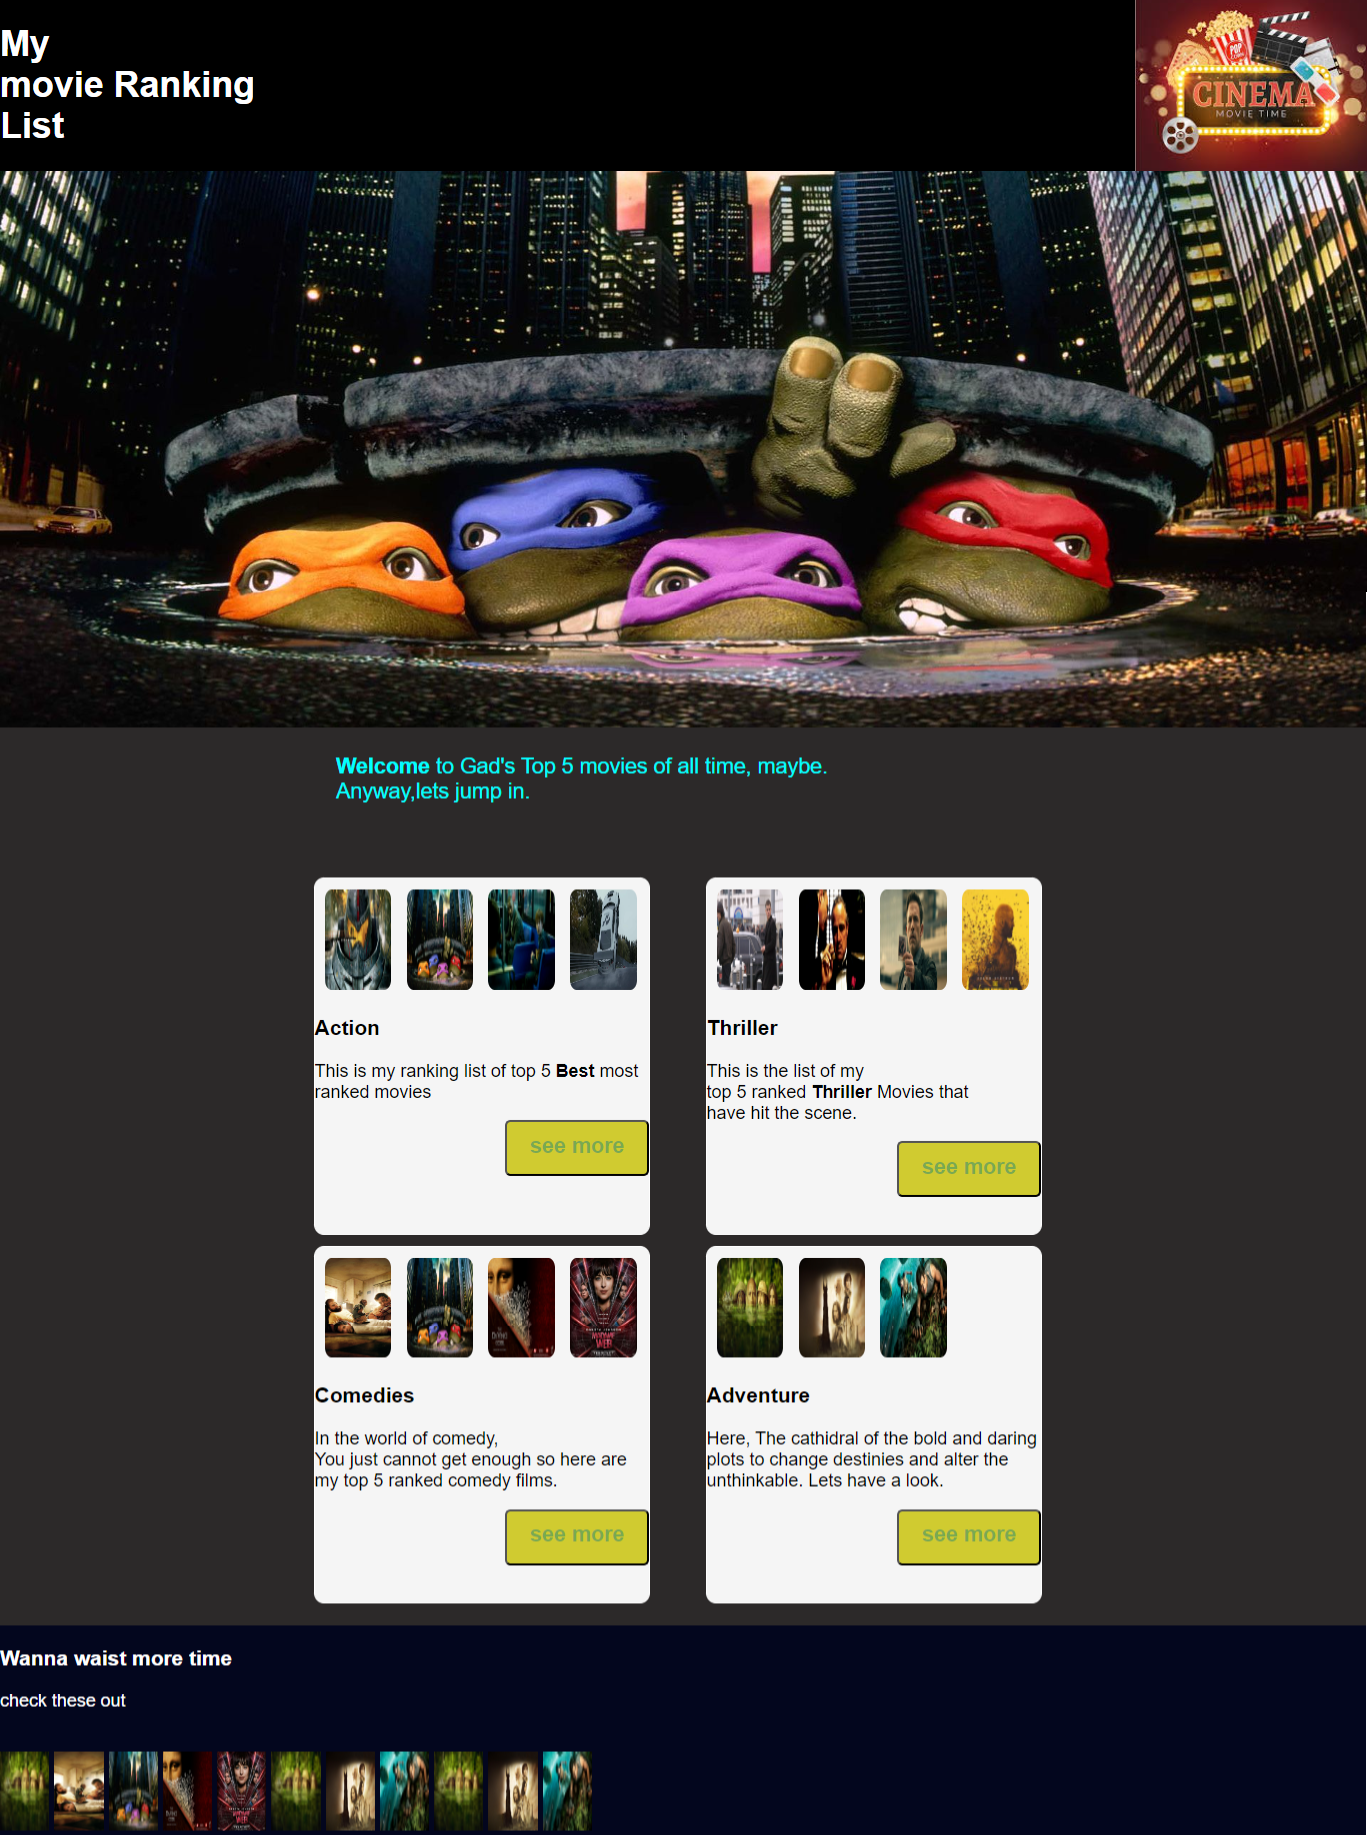 My
movie Ranking
List
POP
CINEMA
MOVIE TIME
Welcome to Gad's Top 5 movies of all time, maybe.
Anyway,lets jump in.
Action
This is my ranking list of top 5 Best most
ranked movies
see more
Thriller
This is the list of my
top 5 ranked Thriller Movies that
have hit the scene.
see more
MADAME
WEB
Comedies
In the world of comedy,
You just cannot get enough so here are
my top 5 ranked comedy films.
see more
Adventure
Here, The cathidral of the bold and daring
plots to change destinies and alter the
unthinkable. Lets have a look.
see more
Wanna waist more time
check these out